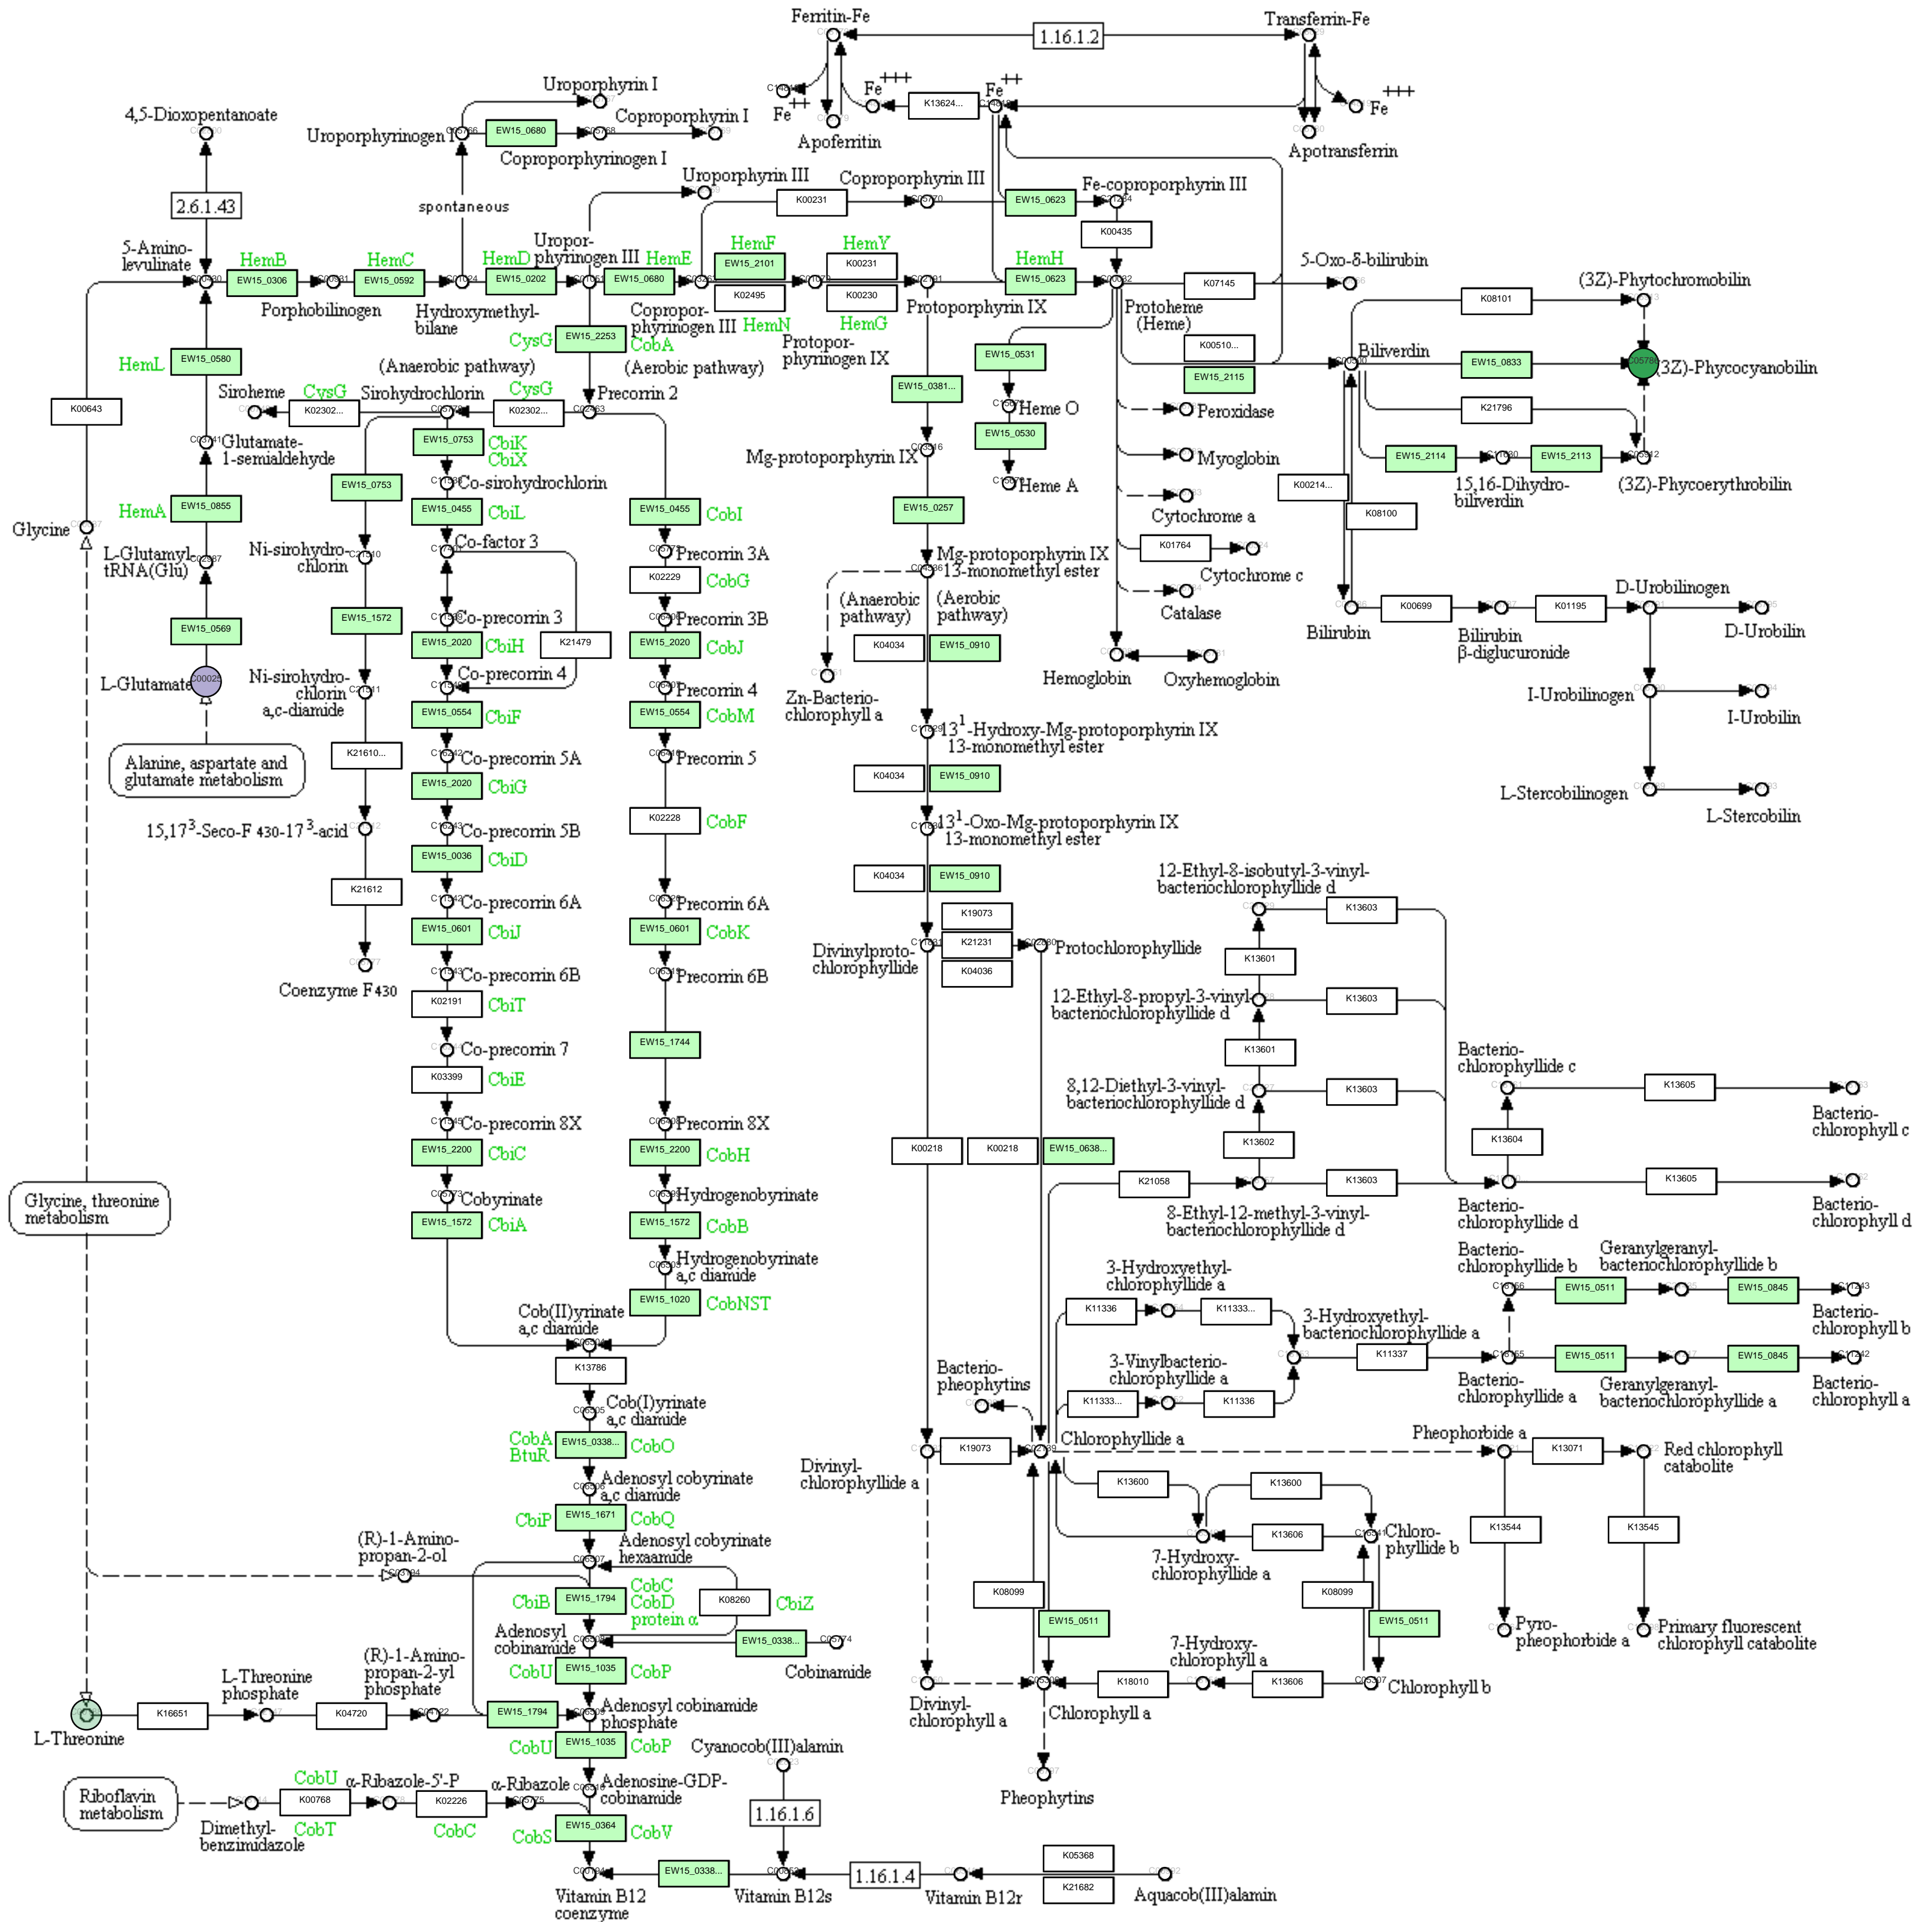 Ferritin-Fe
1.16.1.2
Transferrin-Fe
Fe++
Fe+++
K13624...
Fe++
Fe+++
Apoferritin
Apotransferrin
4,5-Dioxopentanoate
Uroporphyrin I
Uroporphyrinogen I
EW15_0680
Coproporphyrin I
Coproporphyrinogen I
2.6.1.43
spontaneous
Uroporphyrin III
K00231
Coproporphyrin III
EW15_0623
Fe-coproporphyrin III
K00435
5-Amino-
levulinate
HemB
EW15_0306
Porphobilinogen
HemC
EW15_0592
Hydroxymethyl-
bilane
HemD
EW15_0202
Uropor-
phyrinogen III
HemE
EW15_0680
Copropor-
phyrinogen III
HemF
EW15_2101
K02495
HemN
HemY
K00231
K00230
HemG
Protopor-
phyrinogen IX
Protoporphyrin IX
HemH
EW15_0623
Protoheme
(Heme)
K07145
5-Oxo-δ-bilirubin
K08101
(3Z)-Phytochromobilin
K00510...
EW15_2115
Biliverdin
EW15_0833
(3Z)-Phycocyanobilin
K21796
EW15_2114
15,16-Dihydro-
biliverdin
EW15_2113
(3Z)-Phycoerythrobilin
K00214...
K08100
Bilirubin
K00699
Bilirubin
β-diglucuronide
K01195
D-Urobilinogen
D-Urobilin
I-Urobilinogen
I-Urobilin
L-Stercobilinogen
L-Stercobilin
CysG
EW15_2253
CobA
(Anaerobic pathway)
(Aerobic pathway)
Siroheme
CysG
K02302...
Sirohydrochlorin
CysG
K02302...
Precorrin 2
HemL
EW15_0580
K00643
Glutamate-
1-semialdehyde
HemA
EW15_0855
Glycine
L-Glutamyl-
tRNA(Glu)
EW15_0569
L-Glutamate
C00025
Alanine, aspartate and
glutamate metabolism
EW15_0753
Ni-sirohydro-
chlorin
EW15_1572
Ni-sirohydro-
chlorin
a,c-diamide
K21610...
15,17³-Seco-F 430-17³-acid
K21612
Coenzyme F430
EW15_0753
CbiK
CbiX
Co-sirohydrochlorin
EW15_0455
CbiL
Co-factor 3
Co-precorrin 3
EW15_2020
CbiH
K21479
Co-precorrin 4
EW15_0554
CbiF
Co-precorrin 5A
EW15_2020
CbiG
Co-precorrin 5B
EW15_0036
CbiD
Co-precorrin 6A
EW15_0601
CbiJ
Co-precorrin 6B
K02191
CbiT
Co-precorrin 7
K03399
CbiE
Co-precorrin 8X
EW15_2200
CbiC
Cobyrinate
EW15_1572
CbiA
EW15_0455
CobI
Precorrin 3A
K02229
CobG
Precorrin 3B
EW15_2020
CobJ
Precorrin 4
EW15_0554
CobM
Precorrin 5
K02228
CobF
Precorrin 6A
EW15_0601
CobK
Precorrin 6B
EW15_1744
Precorrin 8X
EW15_2200
CobH
Hydrogenobyrinate
EW15_1572
CobB
Hydrogenobyrinate
a,c diamide
EW15_1020
CobNST
Cob(II)yrinate
a,c diamide
K13786
Cob(I)yrinate
a,c diamide
CobA
BtuR
EW15_0338...
CobO
Adenosyl cobyrinate
a,c diamide
CbiP
EW15_1671
CobQ
Adenosyl cobyrinate
hexaamide
(R)-1-Amino-
propan-2-ol
CbiB
EW15_1794
CobC
CobD
protein α
K08260
CbiZ
Adenosyl
cobinamide
EW15_0338...
Cobinamide
CobU
EW15_1035
CobP
Glycine, threonine
metabolism
L-Threonine
K16651
L-Threonine
phosphate
K04720
(R)-1-Amino-
propan-2-yl
phosphate
EW15_1794
Adenosyl cobinamide
phosphate
CobU
EW15_1035
CobP
Adenosine-GDP-
cobinamide
Riboflavin
metabolism
Dimethyl-
benzimidazole
CobU
K00768
CobT
α-Ribazole-5'-P
K02226
CobC
α-Ribazole
CobS
EW15_0364
CobV
Vitamin B12
coenzyme
EW15_0338...
Vitamin B12s
Cyanocob(III)alamin
1.16.1.6
1.16.1.4
Vitamin B12r
K05368
K21682
Aquacob(III)alamin
EW15_0381...
Mg-protoporphyrin IX
EW15_0257
Mg-protoporphyrin IX
13-monomethyl ester
(Anaerobic
pathway)
(Aerobic
pathway)
Zn-Bacterio-
chlorophyll a
K04034
EW15_0910
13¹-Hydroxy-Mg-protoporphyrin IX
13-monomethyl ester
K04034
EW15_0910
13¹-Oxo-Mg-protoporphyrin IX
13-monomethyl ester
K04034
EW15_0910
Divinylproto-
chlorophyllide
K19073
K21231
K04036
Protochlorophyllide
EW15_0531
Heme O
EW15_0530
Heme A
Peroxidase
Myoglobin
Cytochrome a
K01764
Cytochrome c
Catalase
Hemoglobin
Oxyhemoglobin
12-Ethyl-8-isobutyl-3-vinyl-
bacteriochlorophyllide d
K13603
K13601
12-Ethyl-8-propyl-3-vinyl-
bacteriochlorophyllide d
K13603
K13601
8,12-Diethyl-3-vinyl-
bacteriochlorophyllide d
K13603
K13602
K00218
K00218
EW15_0638...
K21058
8-Ethyl-12-methyl-3-vinyl-
bacteriochlorophyllide d
K13603
Bacterio-
chlorophyllide d
K13604
Bacterio-
chlorophyllide c
K13605
Bacterio-
chlorophyll c
K13605
Bacterio-
chlorophyll d
3-Hydroxyethyl-
chlorophyllide a
K11336
K11333...
3-Hydroxyethyl-
bacteriochlorophyllide a
K11337
3-Vinylbacterio-
chlorophyllide a
K11333...
K11336
Bacterio-
chlorophyllide b
EW15_0511
Geranylgeranyl-
bacteriochlorophyllide b
EW15_0845
Bacterio-
chlorophyll b
Bacterio-
chlorophyllide a
EW15_0511
Geranylgeranyl-
bacteriochlorophyllide a
EW15_0845
Bacterio-
chlorophyll a
Bacterio-
pheophytins
Divinyl-
chlorophyllide a
K19073
Chlorophyllide a
Pheophorbide a
K13071
Red chlorophyll
catabolite
K13544
K13545
Pyro-
pheophorbide a
Primary fluorescent
chlorophyll catabolite
K13600
K13600
K13606
7-Hydroxy-
chlorophyllide a
Chloro-
phyllide b
K08099
EW15_0511
K08099
EW15_0511
Divinyl-
chlorophyll a
Chlorophyll a
K18010
7-Hydroxy-
chlorophyll a
K13606
Chlorophyll b
Pheophytins